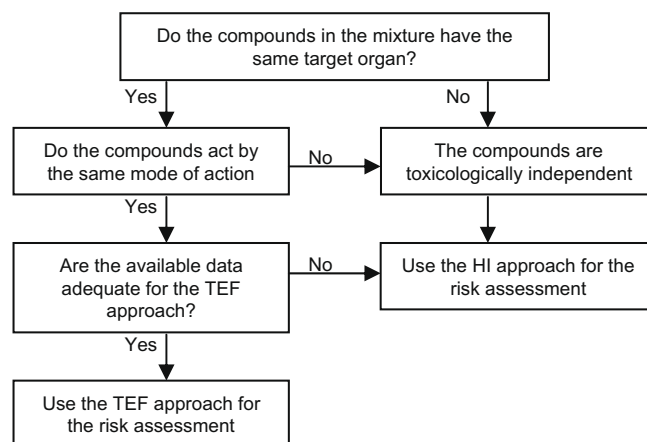 Do the compounds in the mixture have the
same target organ?
Yes
No
Do the compounds act by
the same mode of action
No
The compounds are
toxicologically independent
Yes
Are the available data
adequate for the TEF
approach?
No
Use the HI approach for the
risk assessment
Yes
Use the TEF approach for
the risk assessment